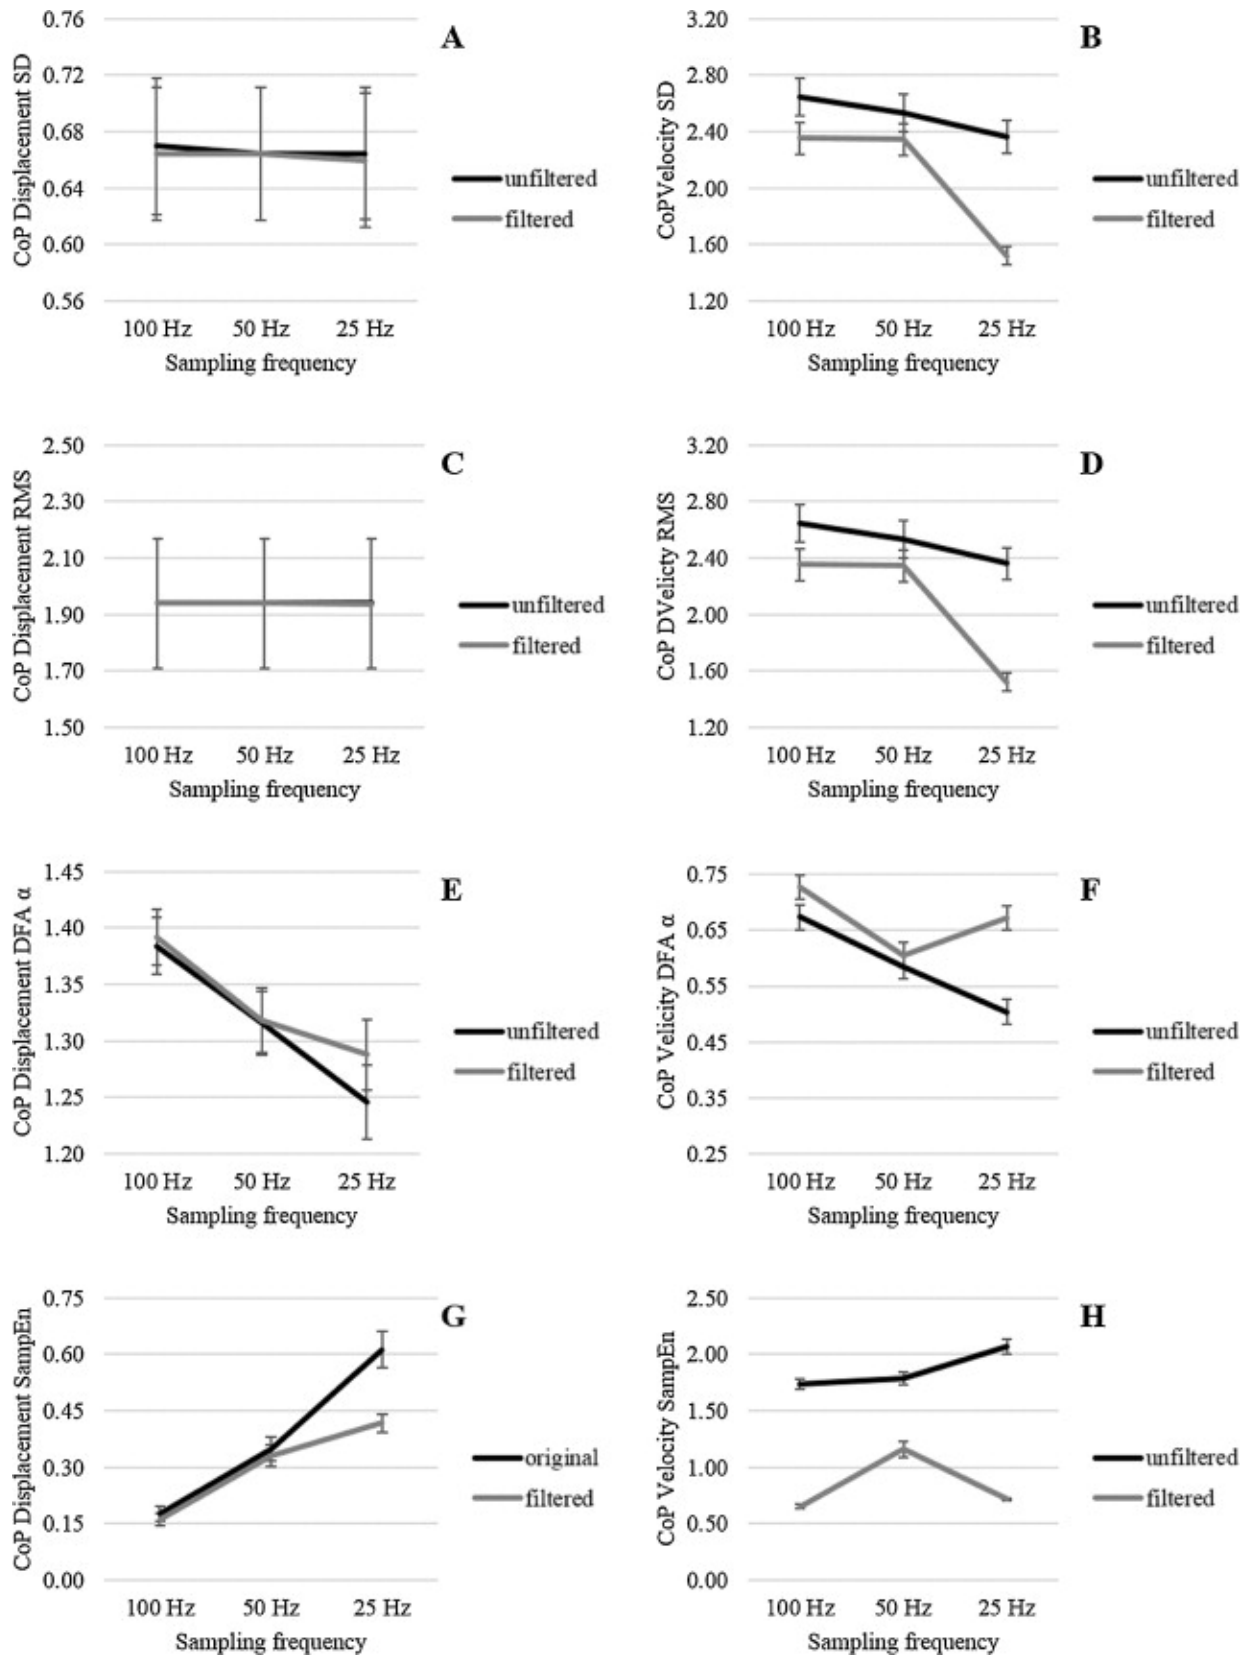 CoP Displacement SD
0.76
0.72
0.68
0.64
0.60
0.56
100 Hz 50 Hz 25 Hz
Sampling frequency
A
unfiltered
filtered
CoPVelocity SD
3.20
2.80
2.40
2.00
1.60
1.20
100 Hz 50 Hz 25 Hz
Sampling frequency
B
unfiltered
filtered
CoP Displacement RMS
2.50
2.30
2.10
1.90
1.70
1.50
100 Hz 50 Hz 25 Hz
Sampling frequency
C
unfiltered
filtered
CoP DVelicty RMS
3.20
2.80
2.40
2.00
1.60
1.20
100 Hz 50 Hz 25 Hz
Sampling frequency
D
unfiltered
filtered
CoP Displacement DFA α
1.45
1.40
1.35
1.30
1.25
1.20
100 Hz 50 Hz 25 Hz
Sampling frequency
E
unfiltered
filtered
CoP Velicity DFA α
0.75
0.65
0.55
0.45
0.35
0.25
100 Hz 50 Hz 25 Hz
Sampling frequency
F
unfiltered
filtered
CoP Displacement SampEn
0.75
0.60
0.45
0.30
0.15
0.00
100 Hz 50 Hz 25 Hz
Sampling frequency
G
original
filtered
CoP Velocity SampEn
2.50
2.00
1.50
1.00
0.50
0.00
100 Hz 50 Hz 25 Hz
Sampling frequency
H
unfiltered
filtered